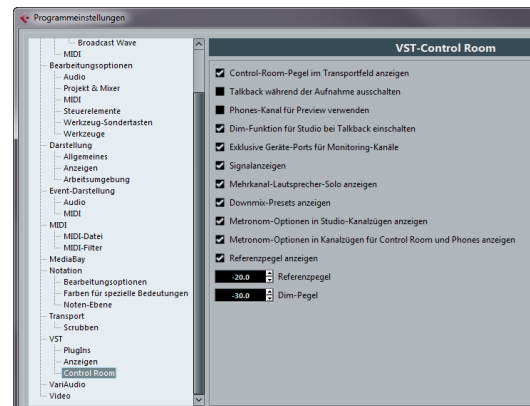 Programmeinstellungen
Broadcast Wave
MIDI
Bearbeitungsoptionen
Audio
Projekt & Mixer
MIDI
Steuerelemente
Werkzeug-Sondertasten
Werkzeuge
Darstellung
Allgemeines
Anzeigen
Arbeitsumgebung
Event-Darstellung
Audio
MIDI
MIDI
MIDI-Datei
MIDI-Filter
MediaBay
Notation
Bearbeitungsoptionen
Farben für spezielle Bedeutungen
Noten-Ebene
Transport
Scrubben
VST
PlugIns
Anzeigen
Control Room
VariAudio
Video
VST-Control Room
Control-Room-Pegel im Transportfeld anzeigen
Talkback während der Aufnahme ausschalten
Phones-Kanal für Preview verwenden
Dim-Funktion für Studio bei Talkback einschalten
Exklusive Geräte-Ports für Monitoring-Kanäle
Signalanzeigen
Mehrkanal-Lautsprecher-Solo anzeigen
Downmix-Presets anzeigen
Metronom-Optionen in Studio-Kanalzügen anzeigen
Metronom-Optionen in Kanalzügen für Control Room und Phones anzeigen
Referenzpegel anzeigen
-20.0 Referenzpegel
-30.0 Dim-Pegel